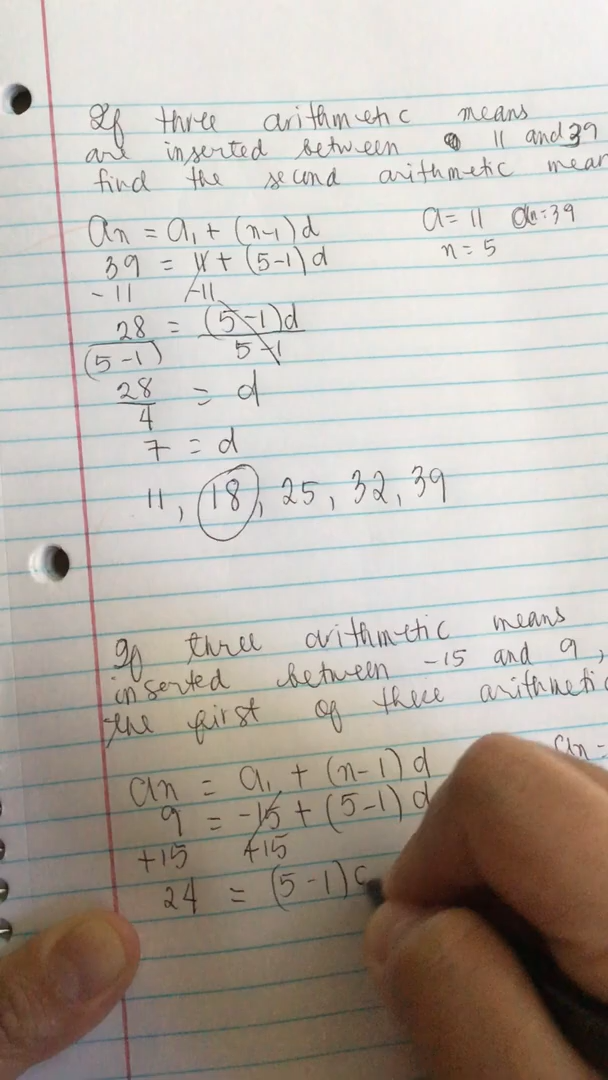 If three arithmetic means
are inserted between 11 and 39
find the second arithmetic mean
an = a1 + (n-1)d
a = 11 an = 39
39 = 11 + (5-1)d
n = 5
-11 -11
28 = (5-1)d
(5-1) 5-1
28 = d
4
7 = d
11, 18, 25, 32, 39
If three arithmetic means
inserted between -15 and 9,
the first of these arithmetic
an =
an = a1 + (n-1)d
9 = -15 + (5-1)d
+15 +15
24 = (5-1)